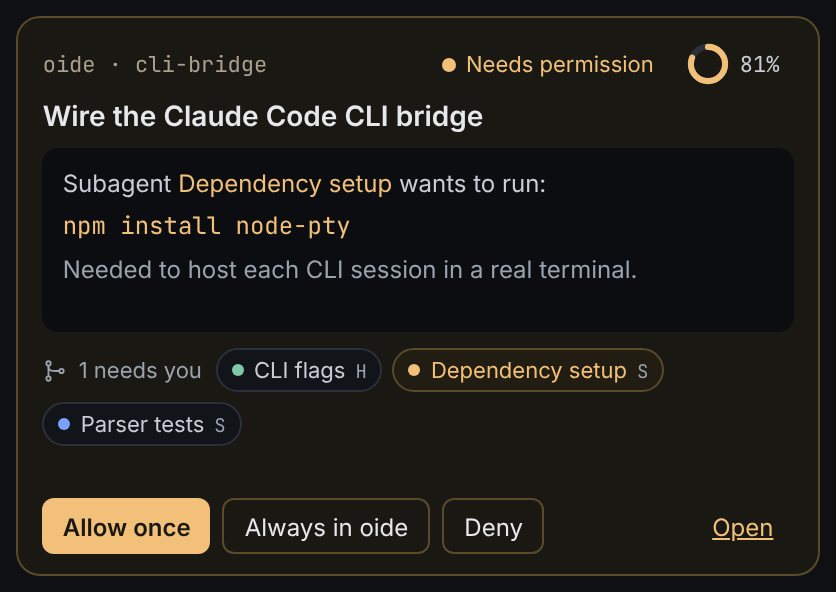 oide · cli-bridge
Needs permission
81%
Wire the Claude Code CLI bridge
Subagent Dependency setup wants to run:
npm install node-pty
Needed to host each CLI session in a real terminal.
1 needs you
CLI flags H
Dependency setup S
Parser tests S
Allow once
Always in oide
Deny
Open